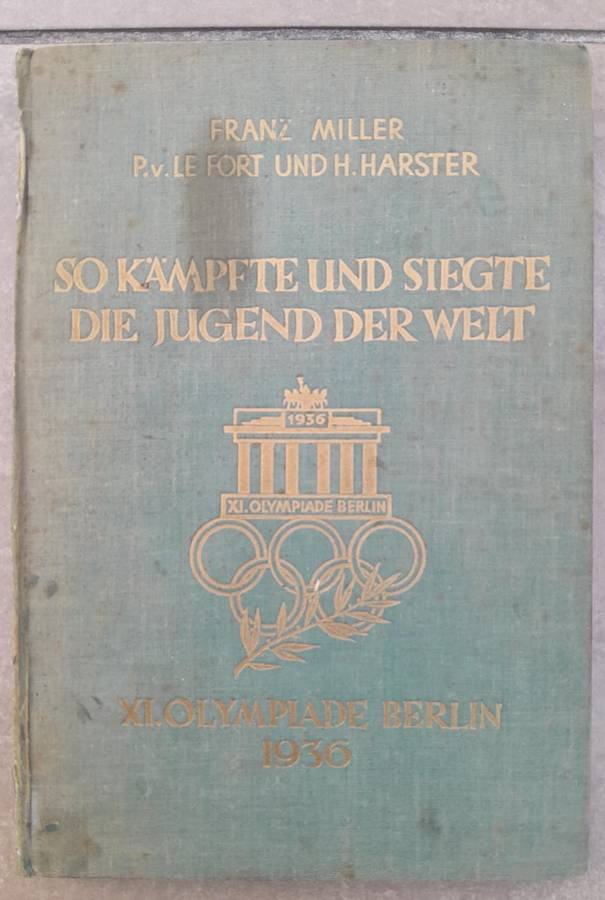 FRANZ MILLER
P.v. LE FORT UND H. HARSTER
SO KÄMPFTE UND SIEGTE
DIE JUGEND DER WELT
1936
XI. OLYMPIADE BERLIN
XI. OLYMPIADE BERLIN
1936